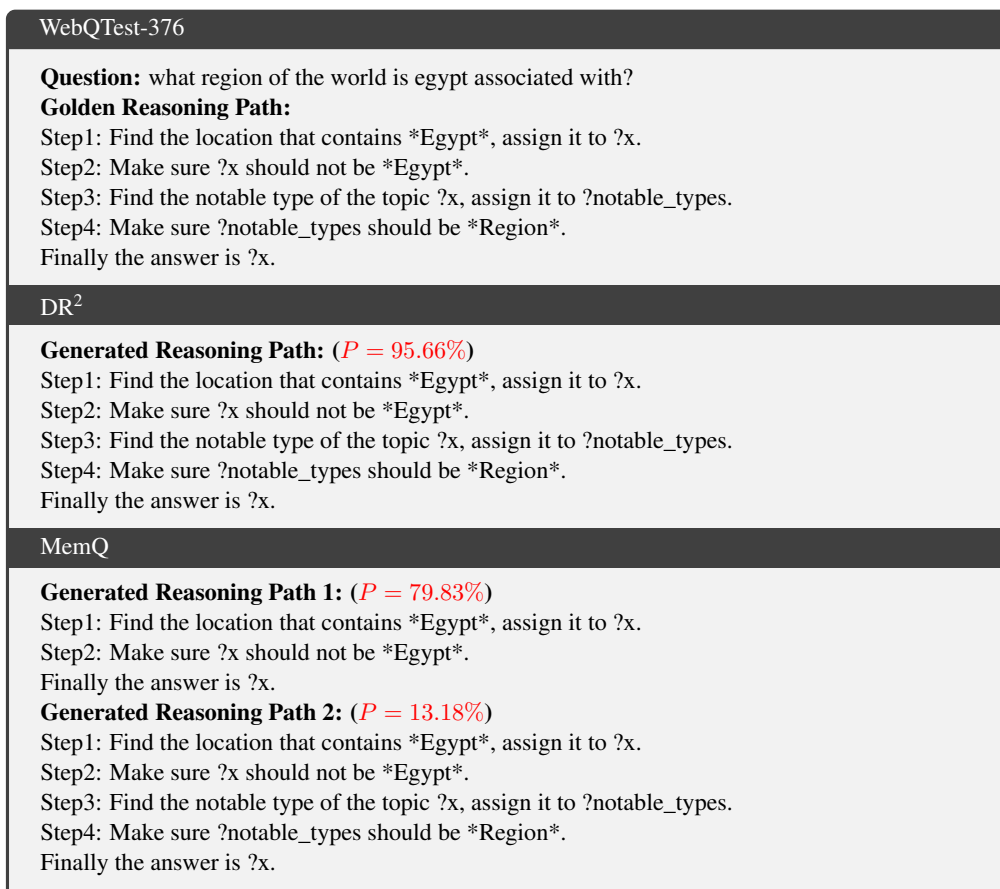 WebQTest-376
Question: what region of the world is egypt associated with?
Golden Reasoning Path:
Step1: Find the location that contains *Egypt*, assign it to ?x.
Step2: Make sure ?x should not be *Egypt*.
Step3: Find the notable type of the topic ?x, assign it to ?notable_types.
Step4: Make sure ?notable_types should be *Region*.
Finally the answer is ?x.
DR²
Generated Reasoning Path: (P = 95.66%)
Step1: Find the location that contains *Egypt*, assign it to ?x.
Step2: Make sure ?x should not be *Egypt*.
Step3: Find the notable type of the topic ?x, assign it to ?notable_types.
Step4: Make sure ?notable_types should be *Region*.
Finally the answer is ?x.
MemQ
Generated Reasoning Path 1: (P = 79.83%)
Step1: Find the location that contains *Egypt*, assign it to ?x.
Step2: Make sure ?x should not be *Egypt*.
Finally the answer is ?x.
Generated Reasoning Path 2: (P = 13.18%)
Step1: Find the location that contains *Egypt*, assign it to ?x.
Step2: Make sure ?x should not be *Egypt*.
Step3: Find the notable type of the topic ?x, assign it to ?notable_types.
Step4: Make sure ?notable_types should be *Region*.
Finally the answer is ?x.